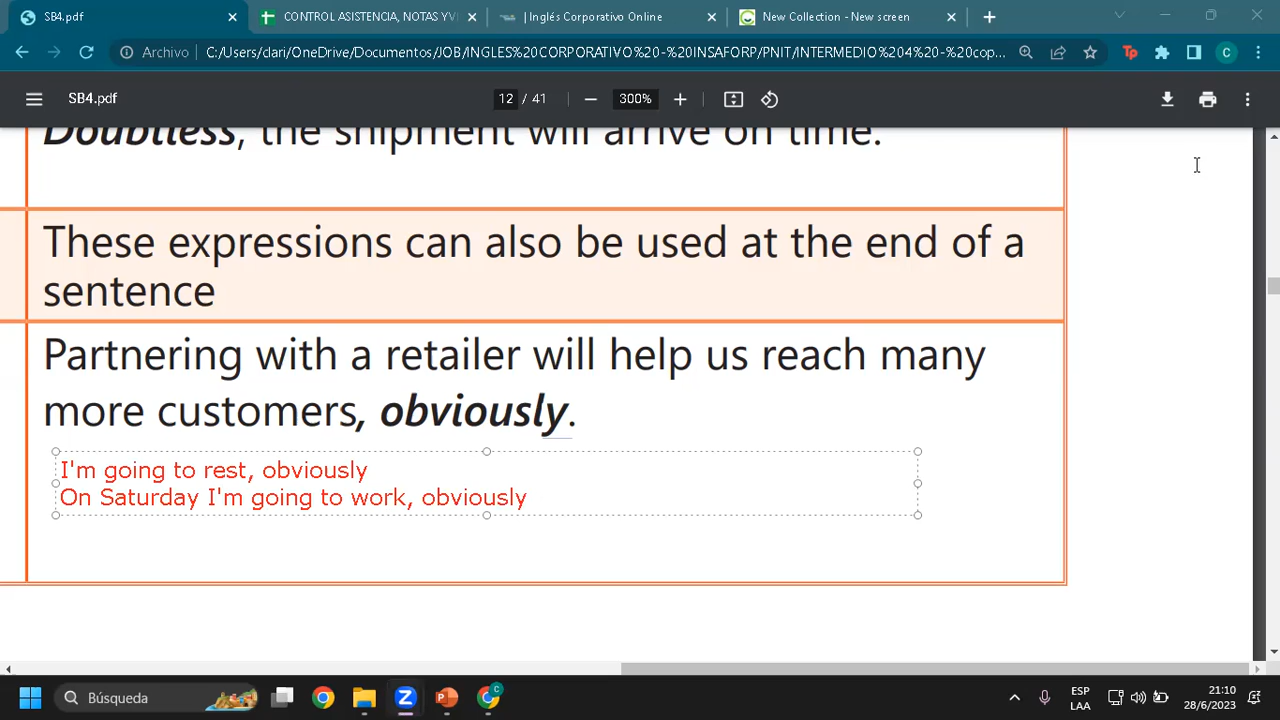 SB4.pdf
CONTROL ASISTENCIA, NOTAS YVI
| Inglés Corporativo Online
New Collection - New screen
Archivo
C:/Users/clari/OneDrive/Documentos/JOB/INGLES%20CORPORATIVO%20-%20INSAFORP/PNIT/INTERMEDIO%204%20-%20cop...
C
SB4.pdf
12 / 41
300%
Doubtless, the shipment will arrive on time.
These expressions can also be used at the end of a
sentence
Partnering with a retailer will help us reach many
more customers, obviously.
I'm going to rest, obviously
On Saturday I'm going to work, obviously
Búsqueda
ESP
LAA
21:10
28/6/2023